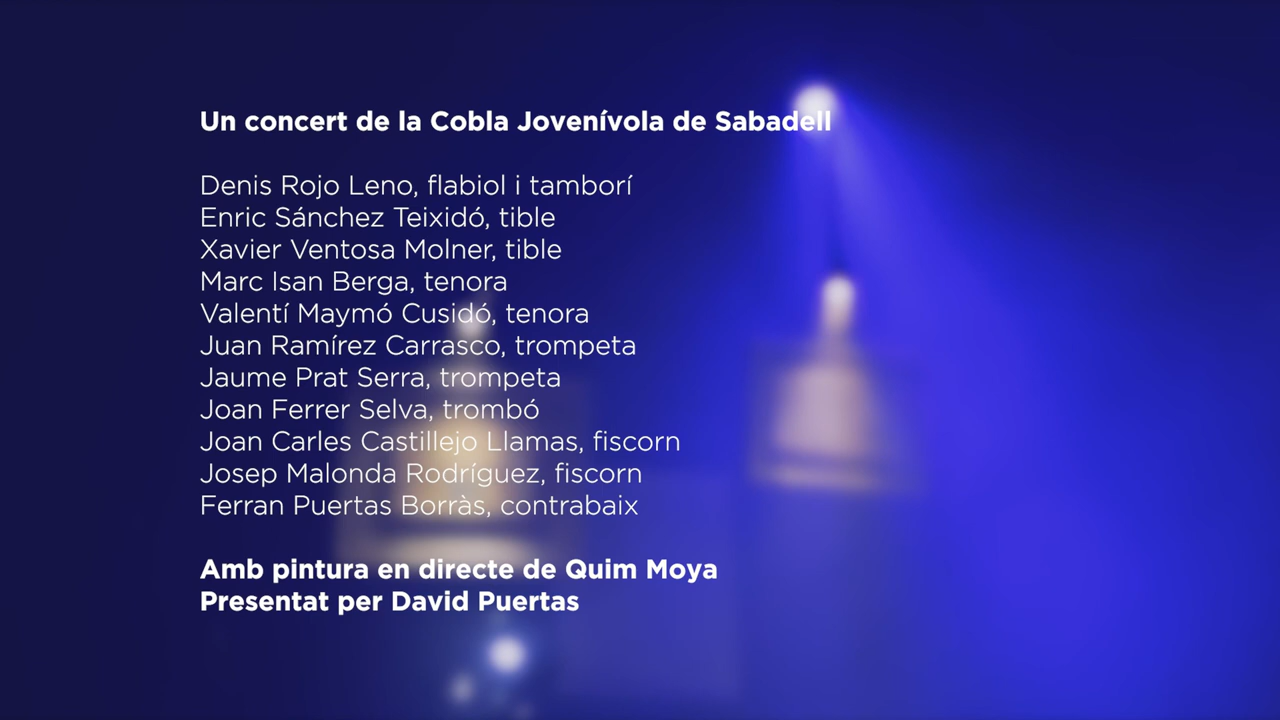 Un concert de la Cobla Jovenívola de Sabadell
Denis Rojo Leno, flabiol i tamborí
Enric Sánchez Teixidó, tible
Xavier Ventosa Molner, tible
Marc Isan Berga, tenora
Valentí Maymó Cusidó, tenora
Juan Ramírez Carrasco, trompeta
Jaume Prat Serra, trompeta
Joan Ferrer Selva, trombó
Joan Carles Castillejo Llamas, fiscorn
Josep Malonda Rodríguez, fiscorn
Ferran Puertas Borràs, contrabaix
Amb pintura en directe de Quim Moya
Presentat per David Puertas